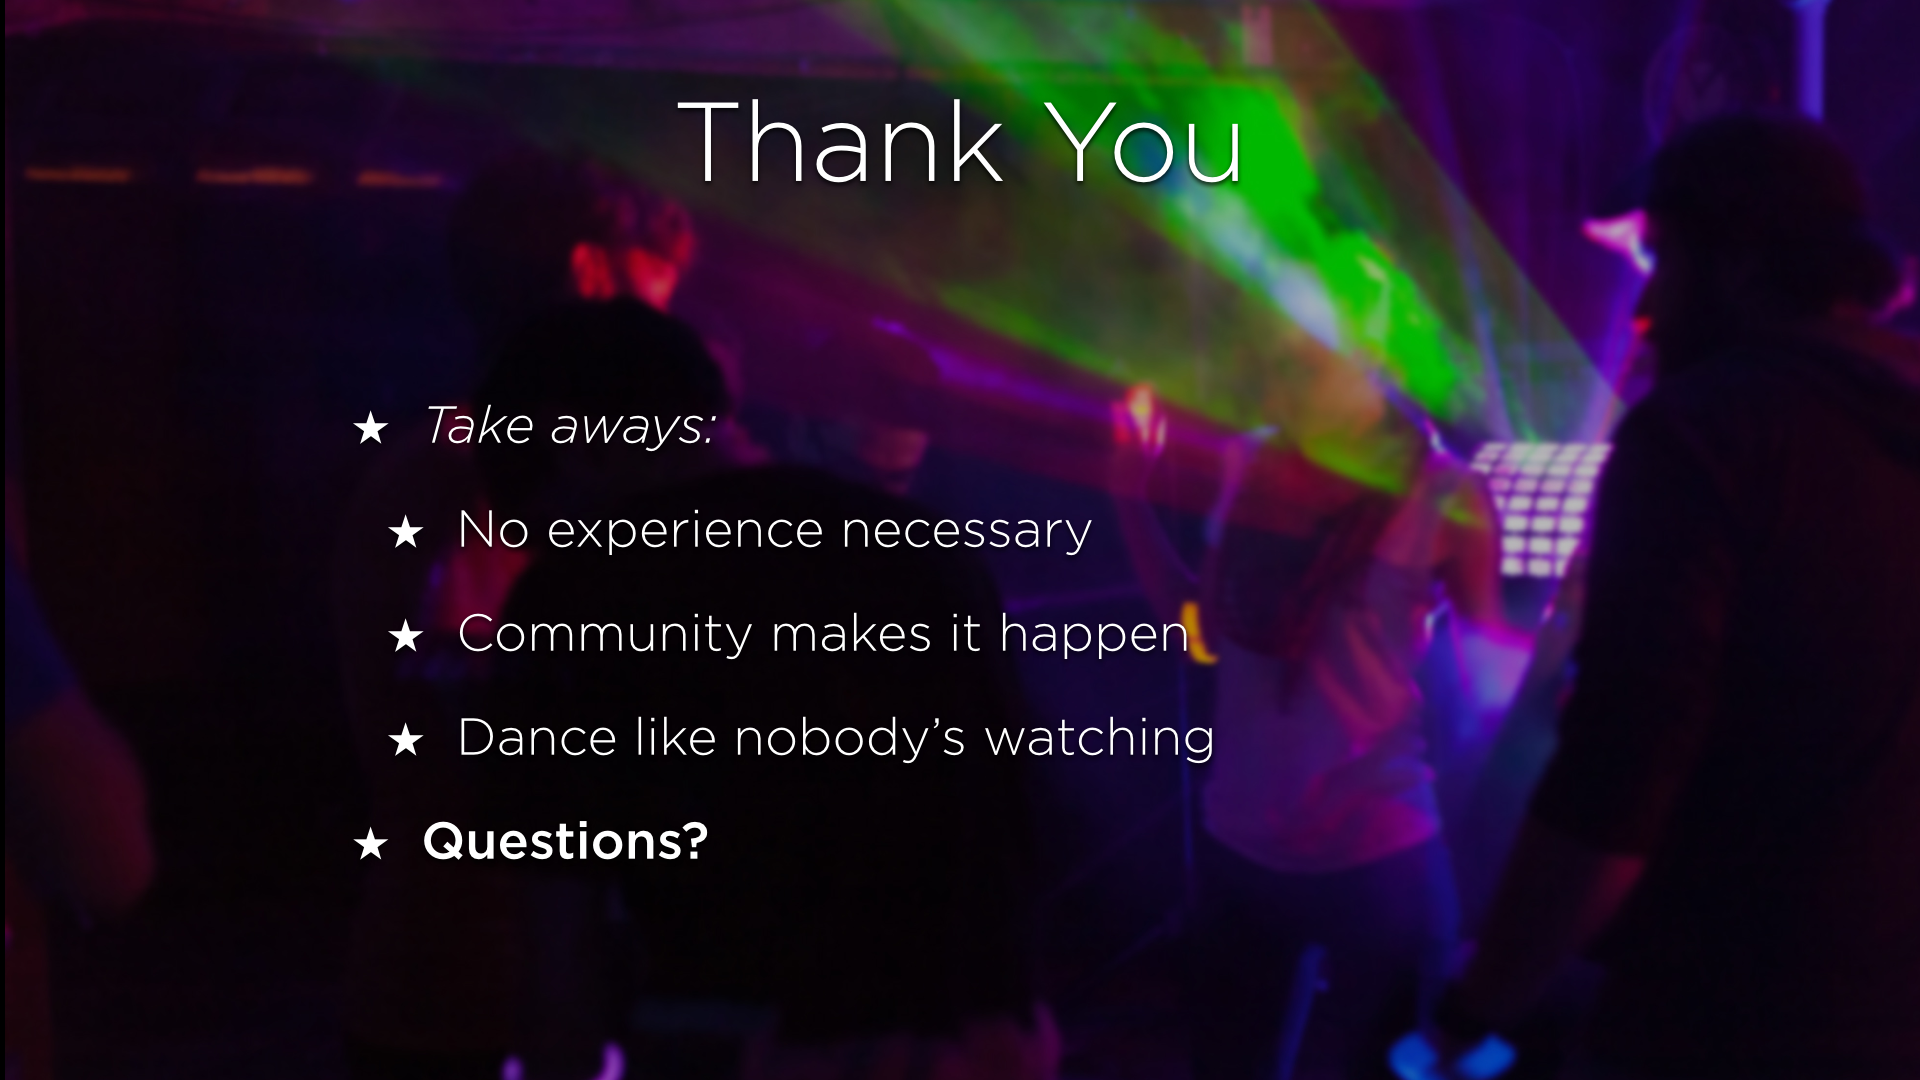 Thank You
★ Take aways:
★ No experience necessary
★ Community makes it happen
★ Dance like nobody’s watching
★ Questions?